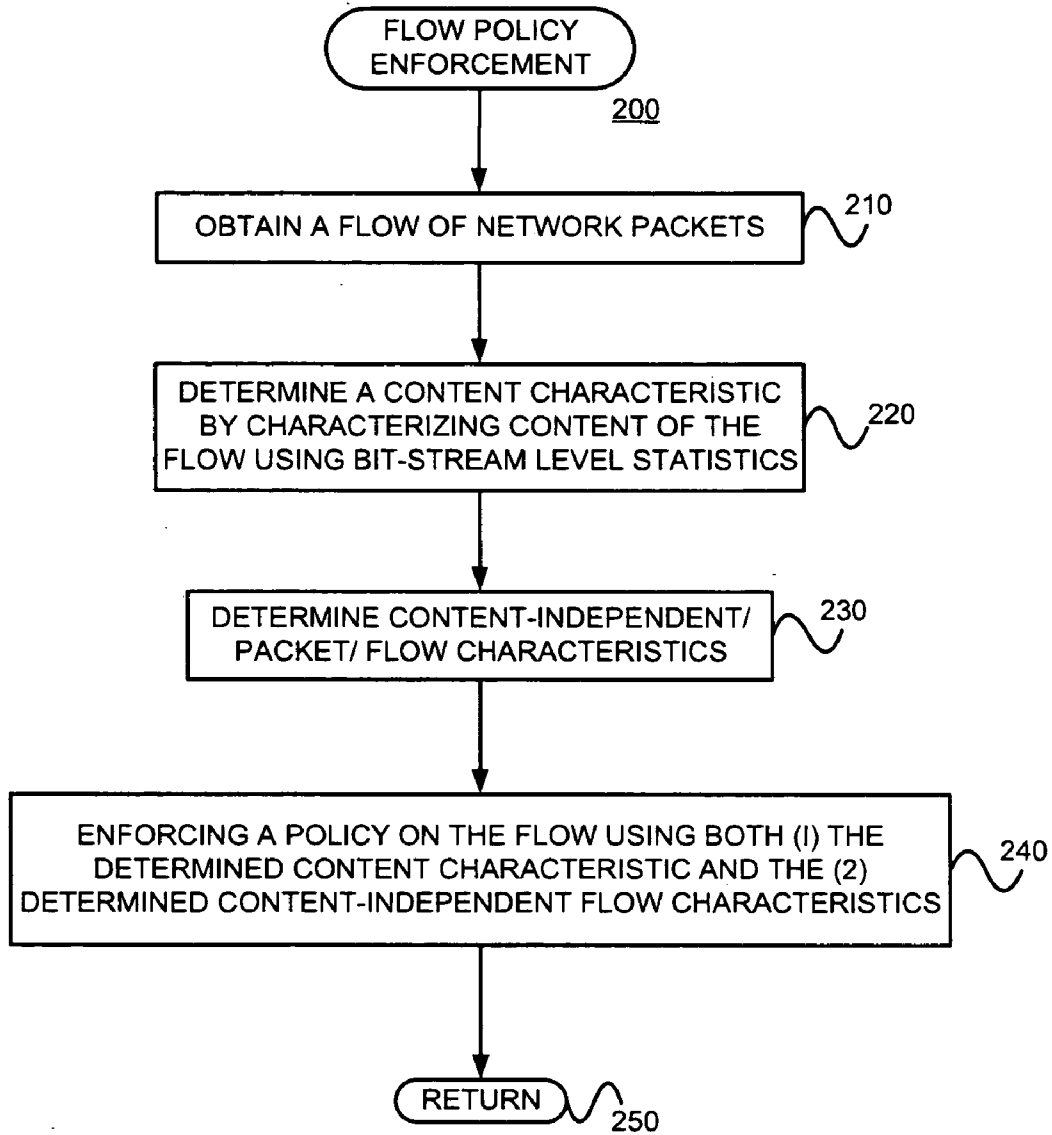 FLOW POLICY
ENFORCEMENT
200
OBTAIN A FLOW OF NETWORK PACKETS
210
DETERMINE A CONTENT CHARACTERISTIC
BY CHARACTERIZING CONTENT OF THE
FLOW USING BIT-STREAM LEVEL STATISTICS
220
DETERMINE CONTENT-INDEPENDENT/
PACKET/ FLOW CHARACTERISTICS
230
ENFORCING A POLICY ON THE FLOW USING BOTH (I) THE
DETERMINED CONTENT CHARACTERISTIC AND THE (2)
DETERMINED CONTENT-INDEPENDENT FLOW CHARACTERISTICS
240
RETURN
250